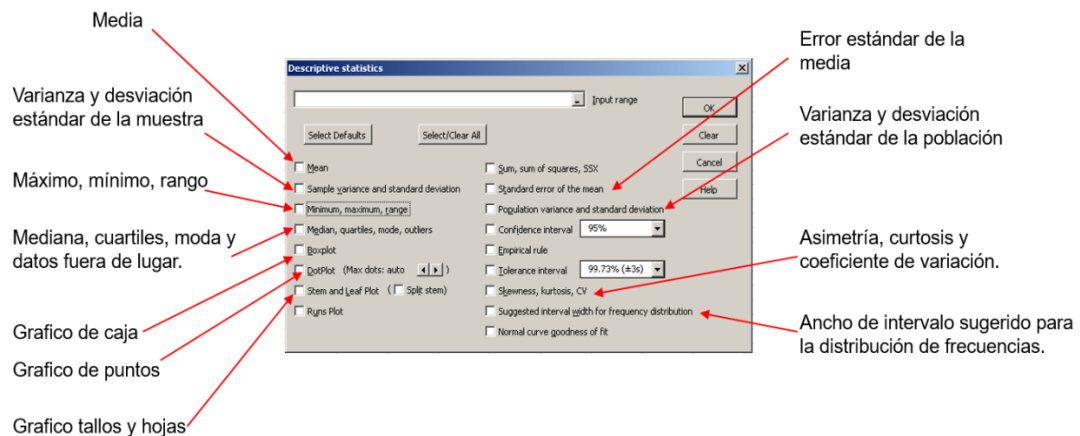 Media
Varianza y desviación
estándar de la muestra
Máximo, mínimo, rango
Mediana, cuartiles, moda y
datos fuera de lugar.
Grafico de caja
Grafico de puntos
Grafico tallos y hojas
Descriptive statistics
Input range
OK
Select Defaults
Select/Clear All
Clear
Cancel
Help
Mean
Sample variance and standard deviation
Minimum, maximum, range
Median, quartiles, mode, outliers
Boxplot
DotPlot (Max dots: auto )
Stem and Leaf Plot ( Split stem)
Runs Plot
Sum, sum of squares, SSX
Standard error of the mean
Population variance and standard deviation
Confidence interval 95%
Empirical rule
Tolerance interval 99.73% (±3s)
Skewness, kurtosis, CV
Suggested interval width for frequency distribution
Normal curve goodness of fit
Error estándar de la
media
Varianza y desviación
estándar de la población
Asimetría, curtosis y
coeficiente de variación.
Ancho de intervalo sugerido para
la distribución de frecuencias.